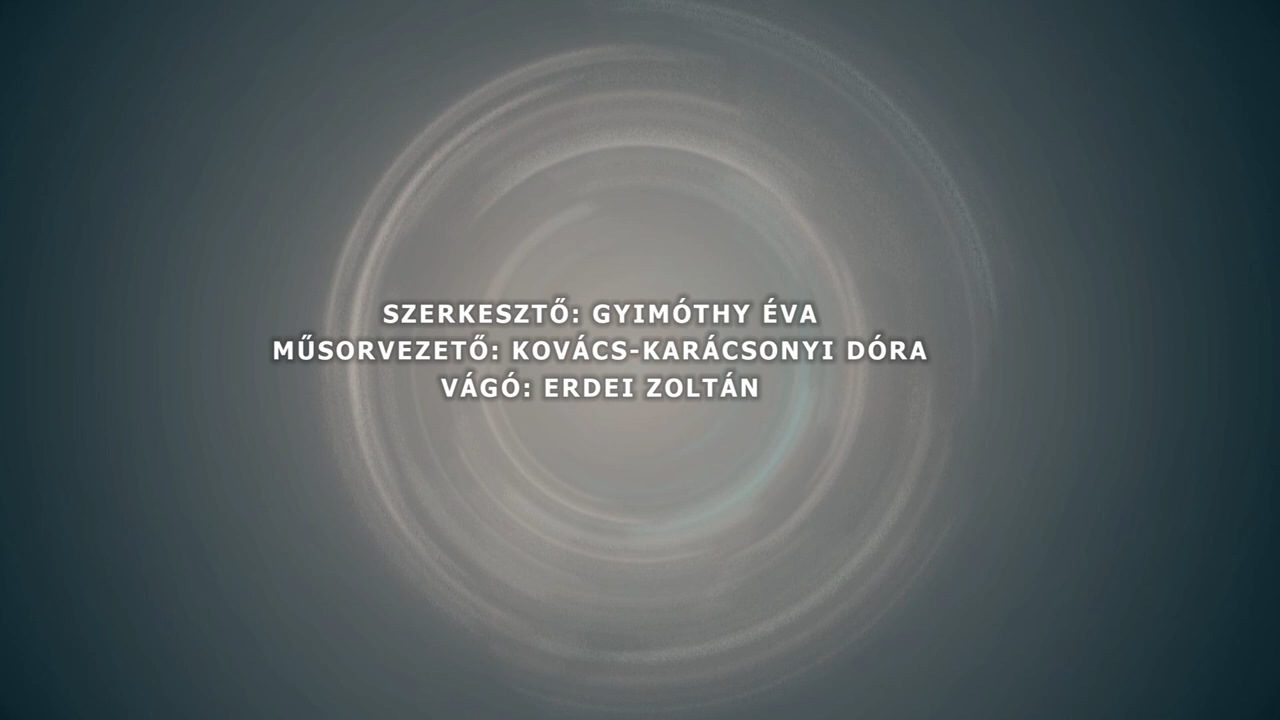 SZERKESZTŐ: GYIMÓTHY ÉVA
MŰSORVEZETŐ: KOVÁCS-KARÁCSONYI DÓRA
VÁGÓ: ERDEI ZOLTÁN